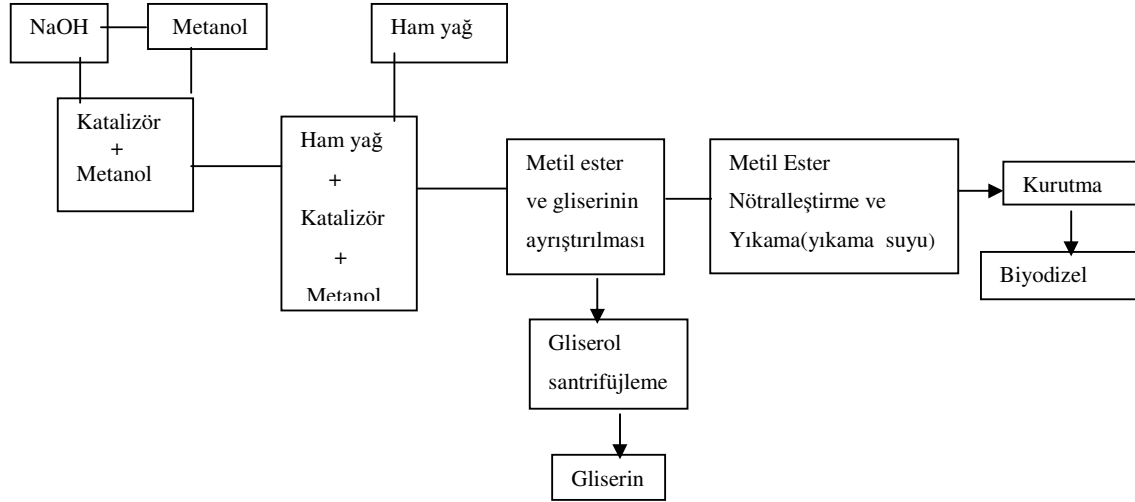 NaOH
Metanol
Ham yağ
Katalizör
+
Metanol
Ham yağ
+
Katalizör
+
Metanol
Metil ester
ve gliserinin
ayrıştırılması
Metil Ester
Nötralleştirme ve
Yıkama(yıkama suyu)
Kurutma
Biyodizel
Gliserol
santrifüjleme
Gliserin